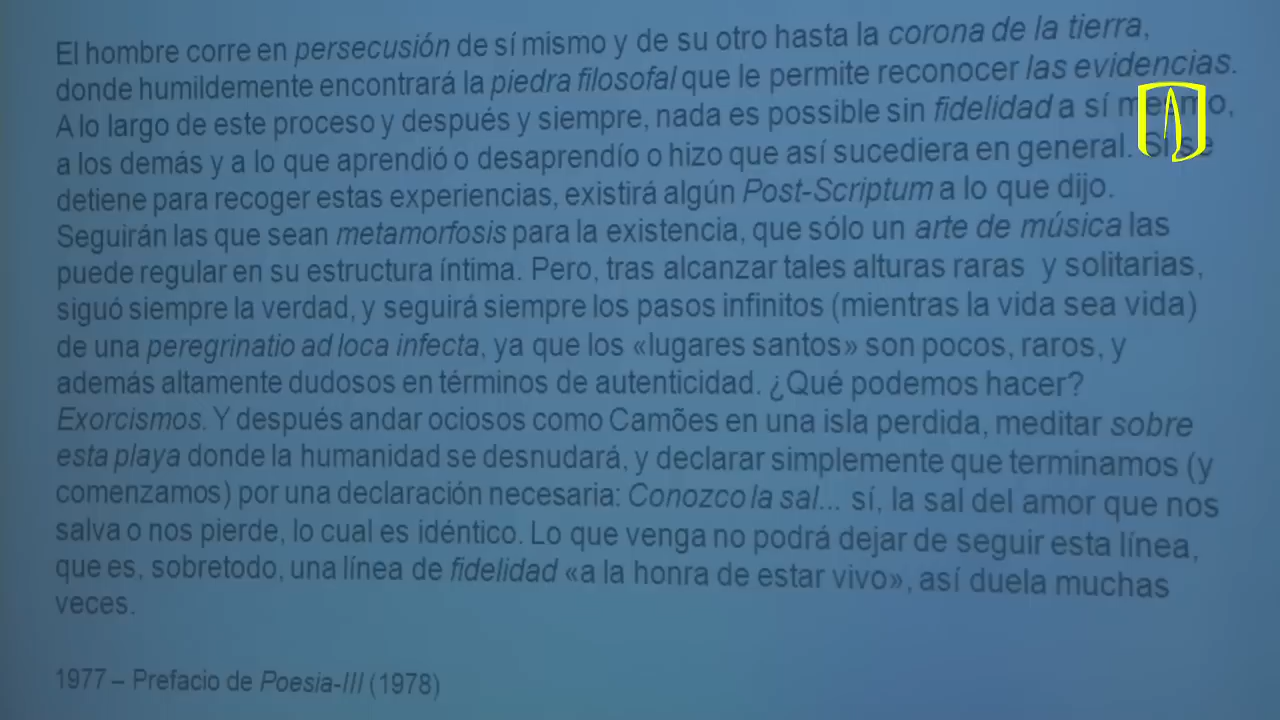 El hombre corre en persecusión de sí mismo y de su otro hasta la corona de la tierra,
donde humildemente encontrará la piedra filosofal que le permite reconocer las evidencias.
A lo largo de este proceso y después y siempre, nada es possible sin fidelidad a sí mesmo,
a los demás y a lo que aprendió o desaprendío o hizo que así sucediera en general. Sí se
detiene para recoger estas experiencias, existirá algún Post-Scriptum a lo que dijo.
Seguirán las que sean metamorfosis para la existencia, que sólo un arte de música las
puede regular en su estructura íntima. Pero, tras alcanzar tales alturas raras y solitarias,
siguó siempre la verdad, y seguirá siempre los pasos infinitos (mientras la vida sea vida)
de una peregrinatio ad loca infecta, ya que los «lugares santos» son pocos, raros, y
además altamente dudosos en términos de autenticidad. ¿Qué podemos hacer?
Exorcismos. Y después andar ociosos como Camões en una isla perdida, meditar sobre
esta playa donde la humanidad se desnudará, y declarar simplemente que terminamos (y
comenzamos) por una declaración necesaria: Conozco la sal... sí, la sal del amor que nos
salva o nos pierde, lo cual es idéntico. Lo que venga no podrá dejar de seguir esta línea,
que es, sobretodo, una línea de fidelidad «a la honra de estar vivo», así duela muchas
veces.
1977 – Prefacio de Poesia-III (1978)